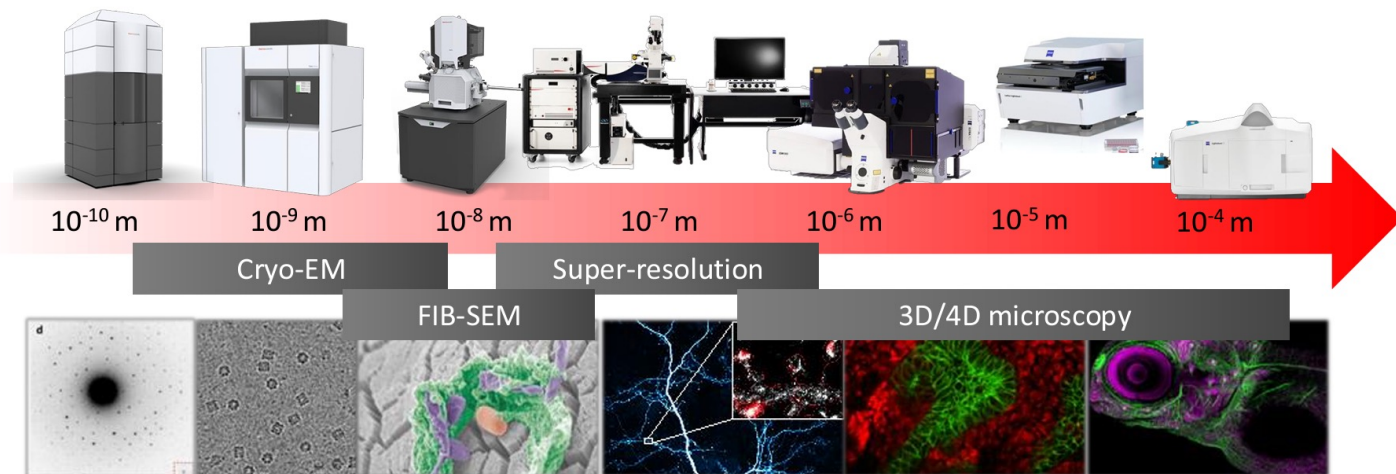 10⁻¹⁰ m
10⁻⁹ m
10⁻⁸ m
10⁻⁷ m
10⁻⁶ m
10⁻⁵ m
10⁻⁴ m
Cryo-EM
Super-resolution
FIB-SEM
3D/4D microscopy
d